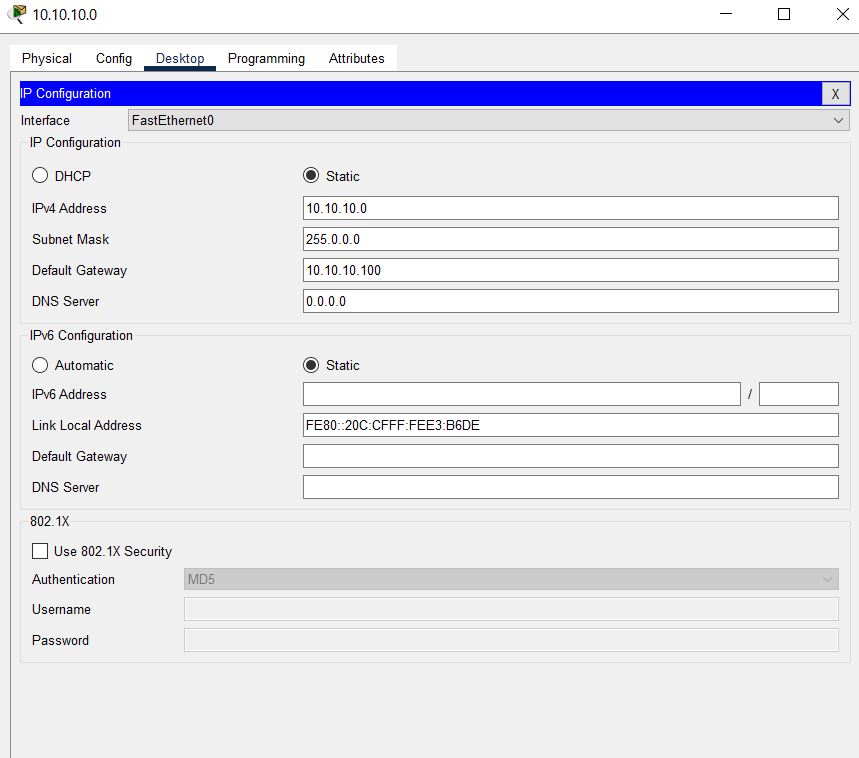 10.10.10.0
Physical Config Desktop Programming Attributes
IP Configuration X
Interface FastEthernet0
IP Configuration
DHCP Static
IPv4 Address 10.10.10.0
Subnet Mask 255.0.0.0
Default Gateway 10.10.10.100
DNS Server 0.0.0.0
IPv6 Configuration
Automatic Static
IPv6 Address /
Link Local Address FE80::20C:CFFF:FEE3:B6DE
Default Gateway
DNS Server
802.1X
Use 802.1X Security
Authentication MD5
Username
Password